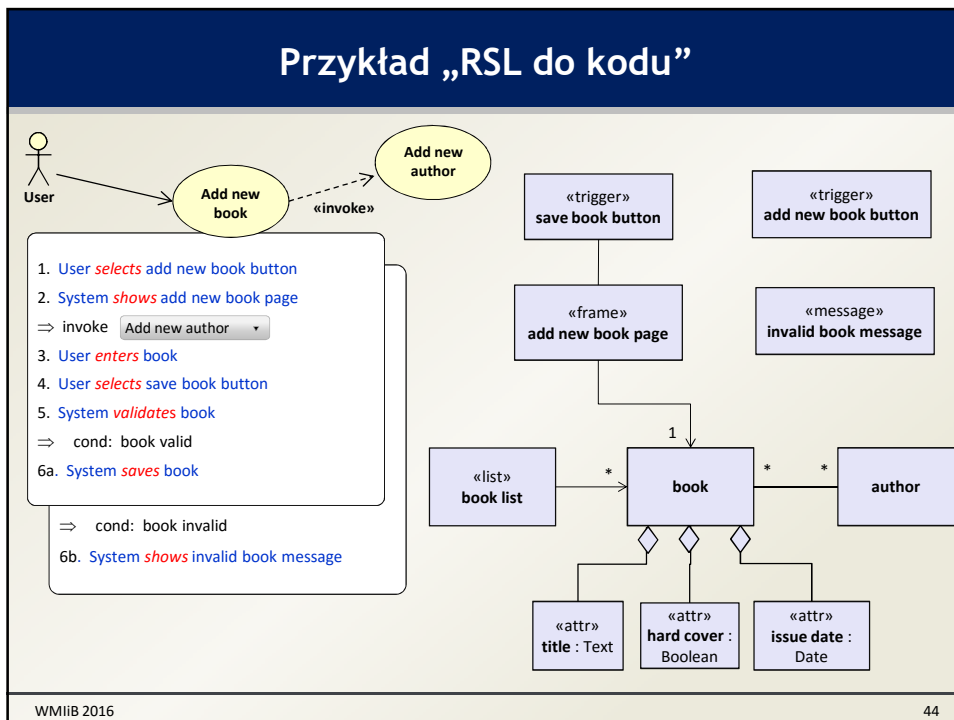 Przykład „RSL do kodu”
User
Add new
book
«invoke»
Add new
author
1. User selects add new book button
2. System shows add new book page
⇒ invoke Add new author ▾
3. User enters book
4. User selects save book button
5. System validates book
⇒ cond: book valid
6a. System saves book
⇒ cond: book invalid
6b. System shows invalid book message
«trigger»
save book button
«trigger»
add new book button
«frame»
add new book page
«message»
invalid book message
1
«list»
book list
*
book
*
*
author
«attr»
title : Text
«attr»
hard cover :
Boolean
«attr»
issue date :
Date
WMIiB 2016
44